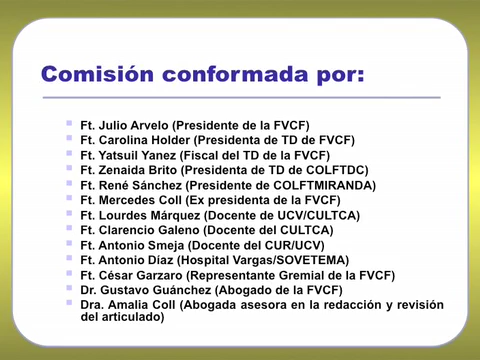 Comisión conformada por:
Ft. Julio Arvelo (Presidente de la FVCF)
Ft. Carolina Holder (Presidenta de TD de FVCF)
Ft. Yatsuil Yanez (Fiscal del TD de la FVCF)
Ft. Zenaida Brito (Presidenta de TD de COLFTDC)
Ft. René Sánchez (Presidente de COLFTMIRANDA)
Ft. Mercedes Coll (Ex presidenta de la FVCF)
Ft. Lourdes Márquez (Docente de UCV/CULTCA)
Ft. Clarencio Galeno (Docente del CULTCA)
Ft. Antonio Smeja (Docente del CUR/UCV)
Ft. Antonio Díaz (Hospital Vargas/SOVETEMA)
Ft. César Garzaro (Representante Gremial de la FVCF)
Dr. Gustavo Guánchez (Abogado de la FVCF)
Dra. Amalia Coll (Abogada asesora en la redacción y revisión
del articulado)